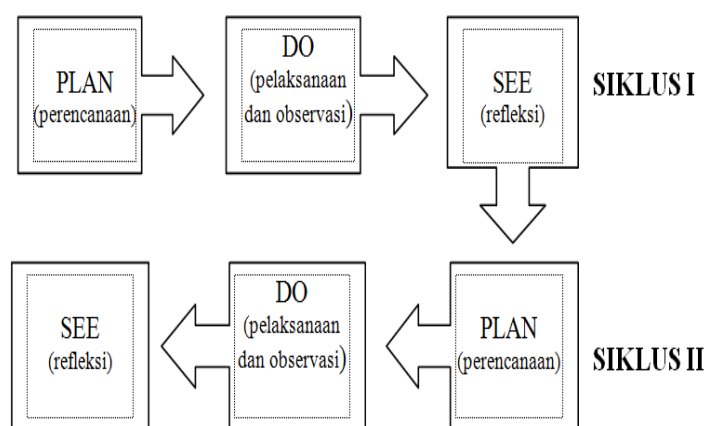 PLAN
(perencanaan)
DO
(pelaksanaan
dan observasi)
SEE
(refleksi)
SIKLUS I
SEE
(refleksi)
DO
(pelaksanaan
dan observasi)
PLAN
(perencanaan)
SIKLUS II